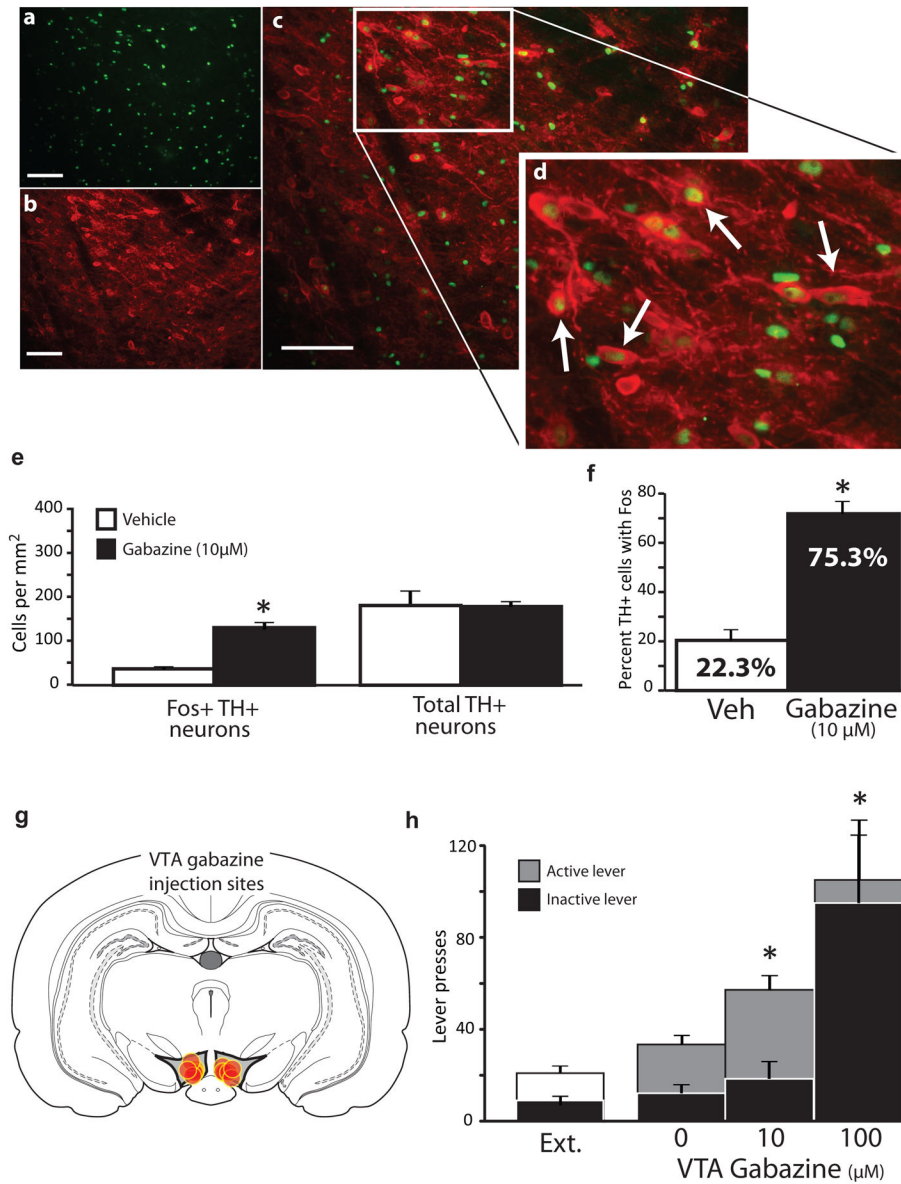 a
b
c
d
e
400
300
200
100
0
Cells per mm²
Vehicle
Gabazine (10μM)
*
Fos+ TH+
neurons
Total TH+
neurons
f
80
60
40
20
0
Percent TH+ cells with Fos
*
22.3%
75.3%
Veh
Gabazine
(10 μM)
g
VTA gabazine
injection sites
h
120
80
40
0
Lever presses
Active lever
Inactive lever
*
*
Ext.
0
10
100
VTA Gabazine (μM)